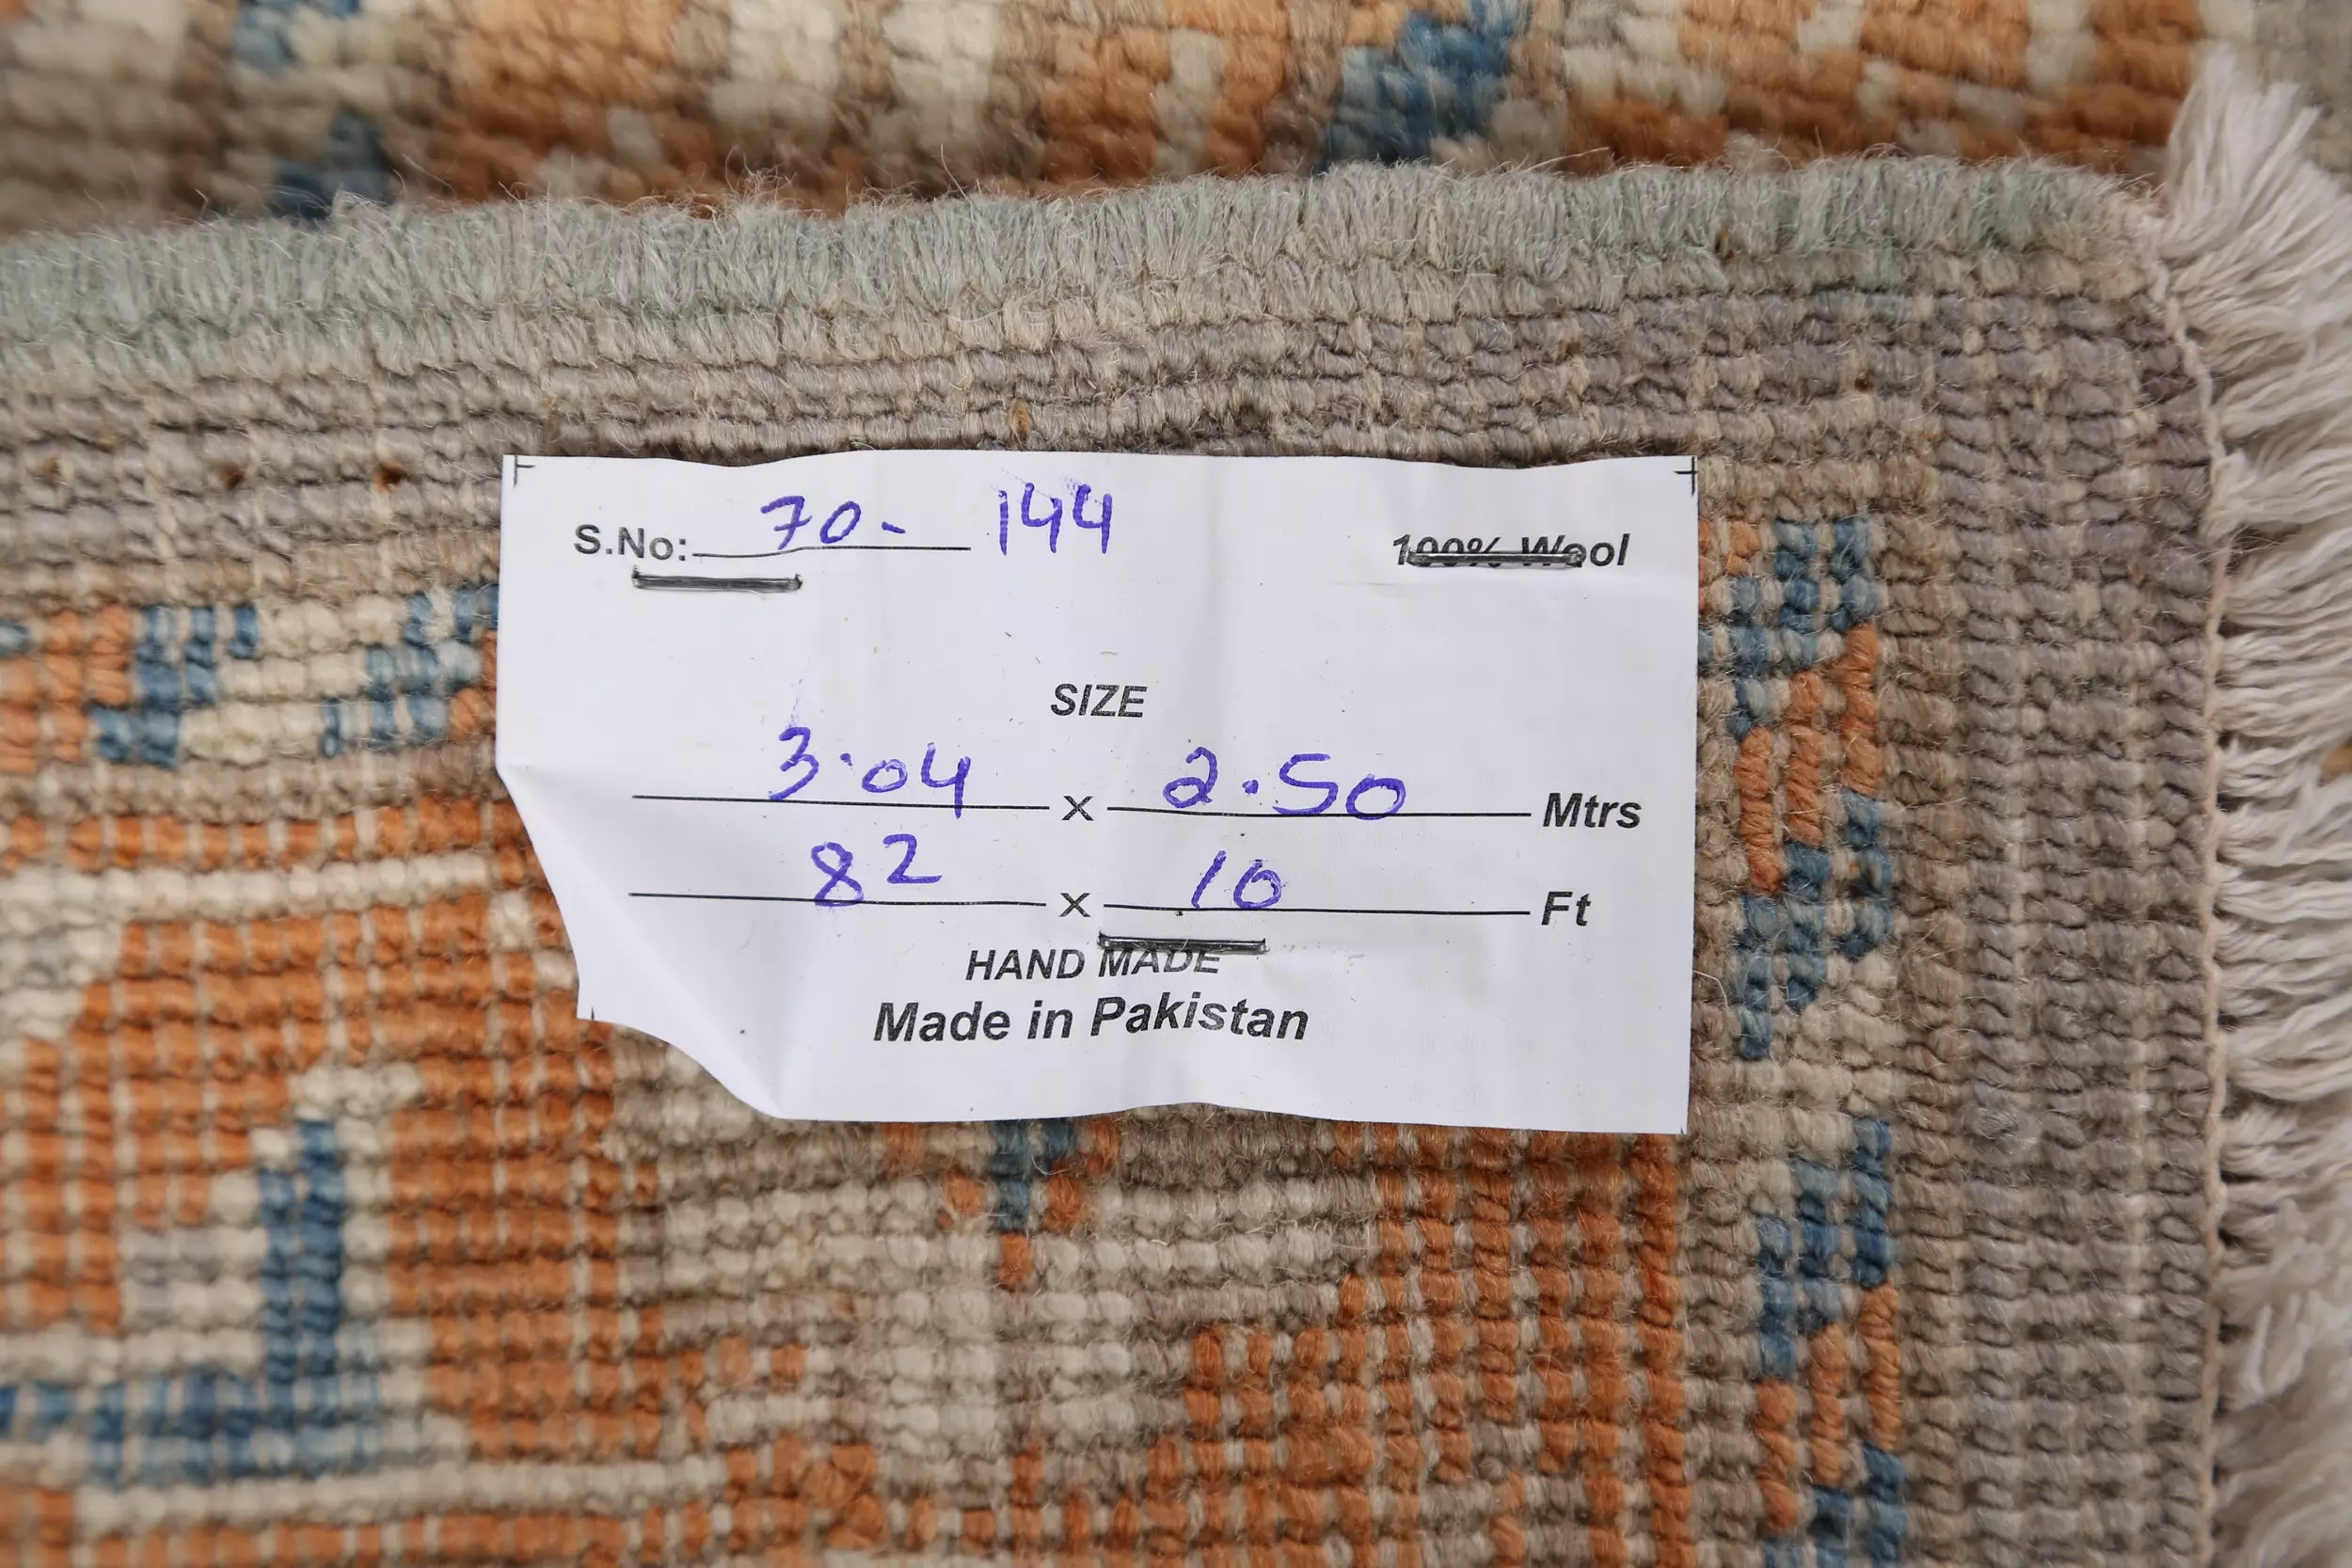 S.No: 70- 144 100% Wool
SIZE
3.04 x 2.50 Mtrs
8² x 10 Ft
HAND MADE
Made in Pakistan